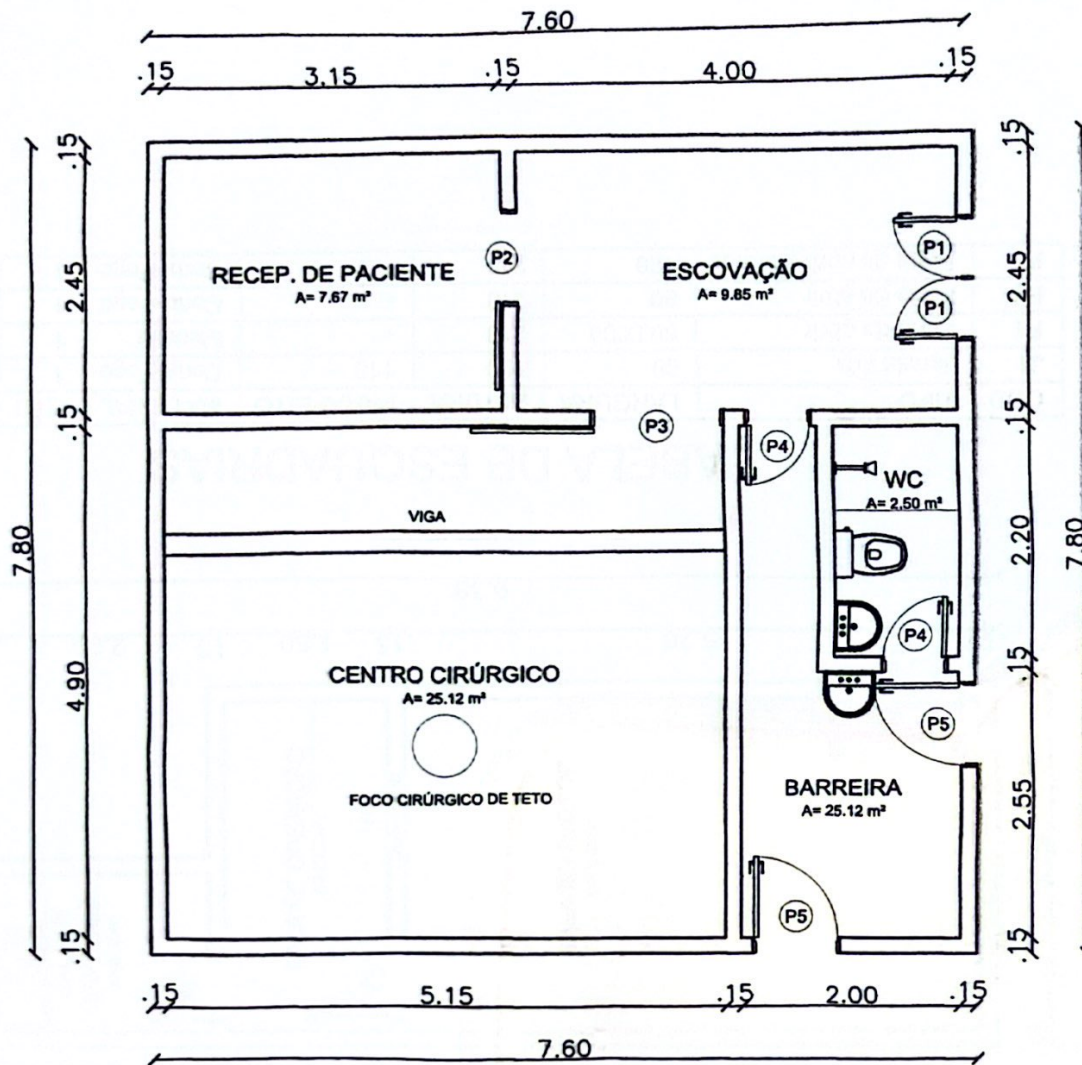 7.60
.15 3.15 .15 4.00 .15
7.80
.15
2.45
.15
4.90
.15
RECEP. DE PACIENTE
A= 7.67 m²
P2
ESCOVAÇÃO
A= 9.85 m²
P1
P1
P3
P4
WC
A= 2,50 m²
VIGA
P4
CENTRO CIRÚRGICO
A= 25.12 m²
FOCO CIRÚRGICO DE TETO
P5
BARREIRA
A= 25.12 m²
P5
.15
2.45
.15
2.20
.15
2.55
.15
7.80
.15 5.15 .15 2.00 .15
7.60